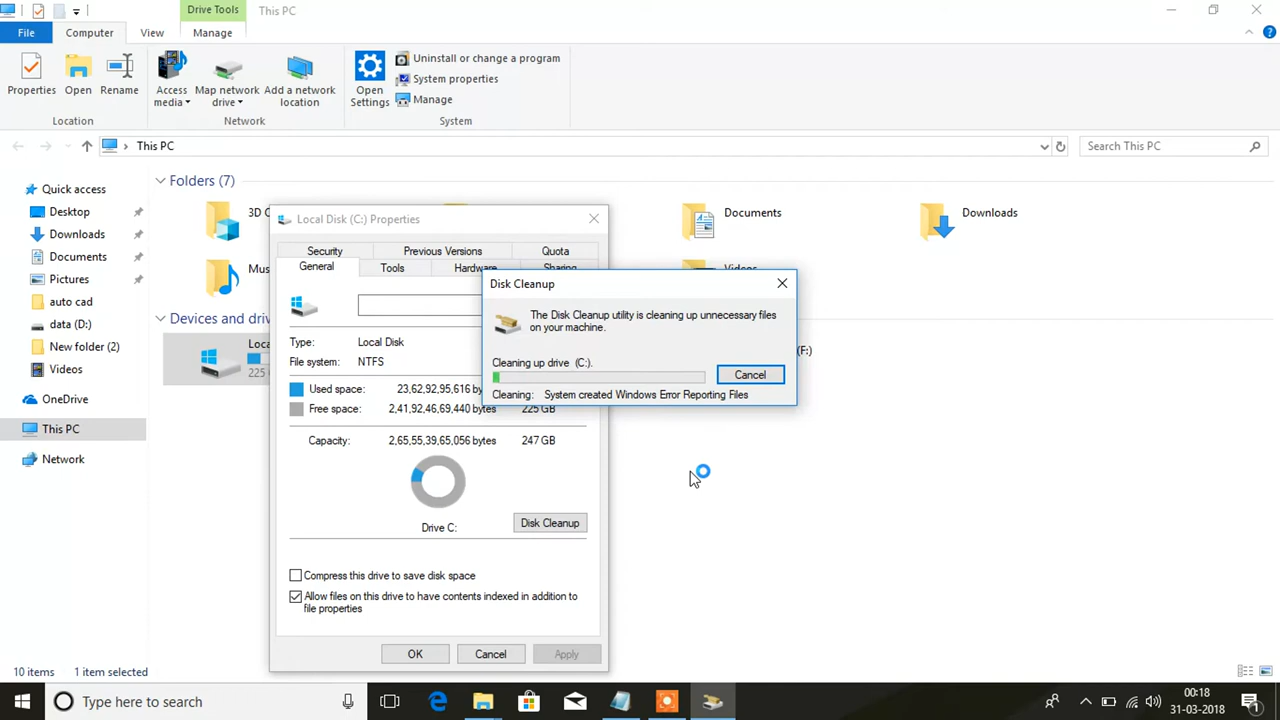 Drive Tools
This PC
File
Computer
View
Manage
Properties
Open
Rename
Access media
Map network drive
Add a network location
Open Settings
Uninstall or change a program
System properties
Manage
Location
Network
System
This PC
Search This PC
Quick access
Desktop
Downloads
Documents
Pictures
auto cad
data (D:)
New folder (2)
Videos
OneDrive
This PC
Network
Folders (7)
3D
Documents
Downloads
Mus
Videos
Devices and driv
Loca
225 G
(F:)
Local Disk (C:) Properties
Security
Previous Versions
Quota
General
Tools
Hardware
Sharing
Type: Local Disk
File system: NTFS
Used space: 23,62,92,95,616 bytes
Free space: 2,41,92,46,69,440 bytes 225 GB
Capacity: 2,65,55,39,65,056 bytes 247 GB
Drive C:
Disk Cleanup
Compress this drive to save disk space
Allow files on this drive to have contents indexed in addition to
file properties
OK
Cancel
Apply
Disk Cleanup
The Disk Cleanup utility is cleaning up unnecessary files
on your machine.
Cleaning up drive (C:).
Cancel
Cleaning: System created Windows Error Reporting Files
10 items
1 item selected
Type here to search
00:18
31-03-2018
1